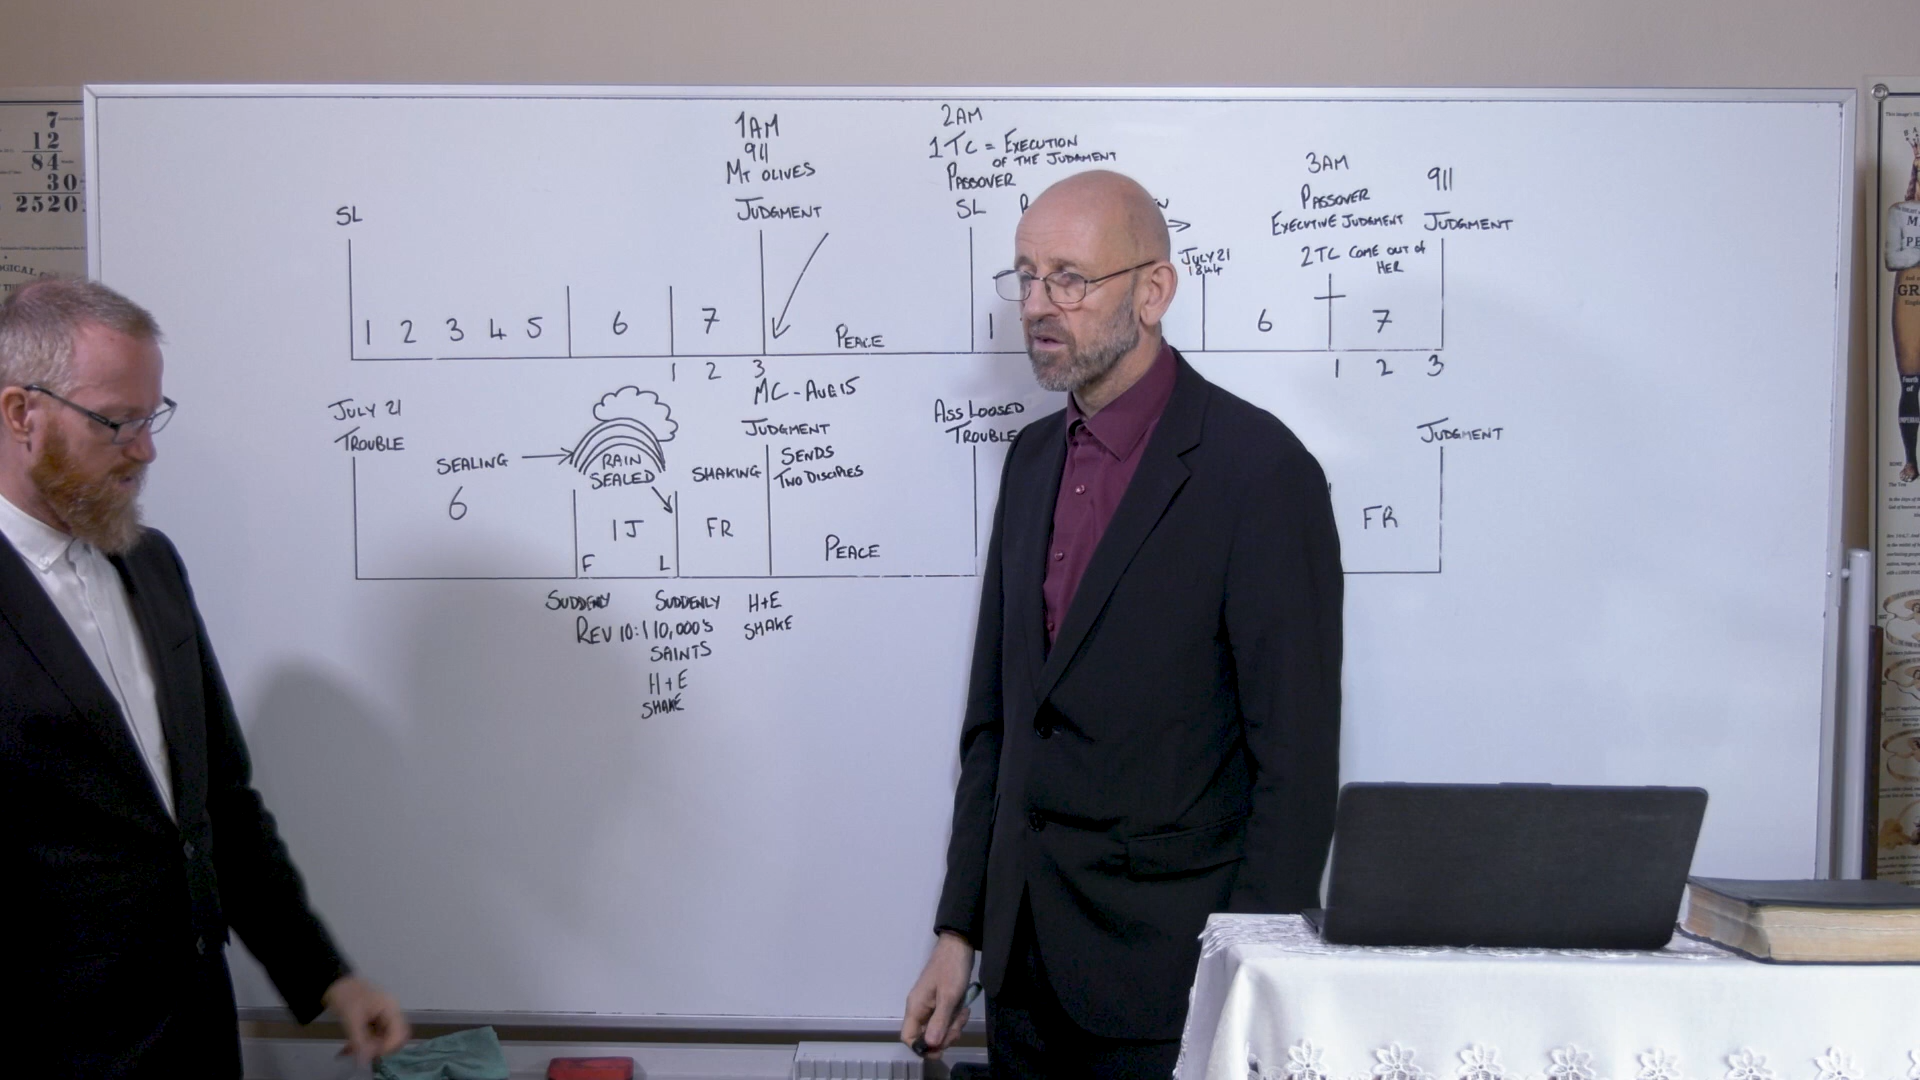 7
12
84
30
2520
1AM
911
MT OLIVES
JUDGMENT
2AM
1TC = EXECUTION
OF THE JUDGMENT
PASSOVER
SL
3AM
PASSOVER
EXECUTIVE JUDGMENT
2TC COME OUT OF
HER
911
JUDGMENT
SL
JULY 21
1844
1 2 3 4 5 6 7 PEACE 1 6 7
1 2 3 1 2 3
MC - AUG 15
JULY 21
TROUBLE
SEALING
6
RAIN
SEALED
1J
F L
SHAKING
FR
JUDGMENT
SENDS
TWO DISCIPLES
PEACE
ASS LOOSED
TROUBLE
JUDGMENT
FR
SUDDENLY SUDDENLY H+E
REV 10:1 10,000's SHAKE
SAINTS
H+E
SHAKE